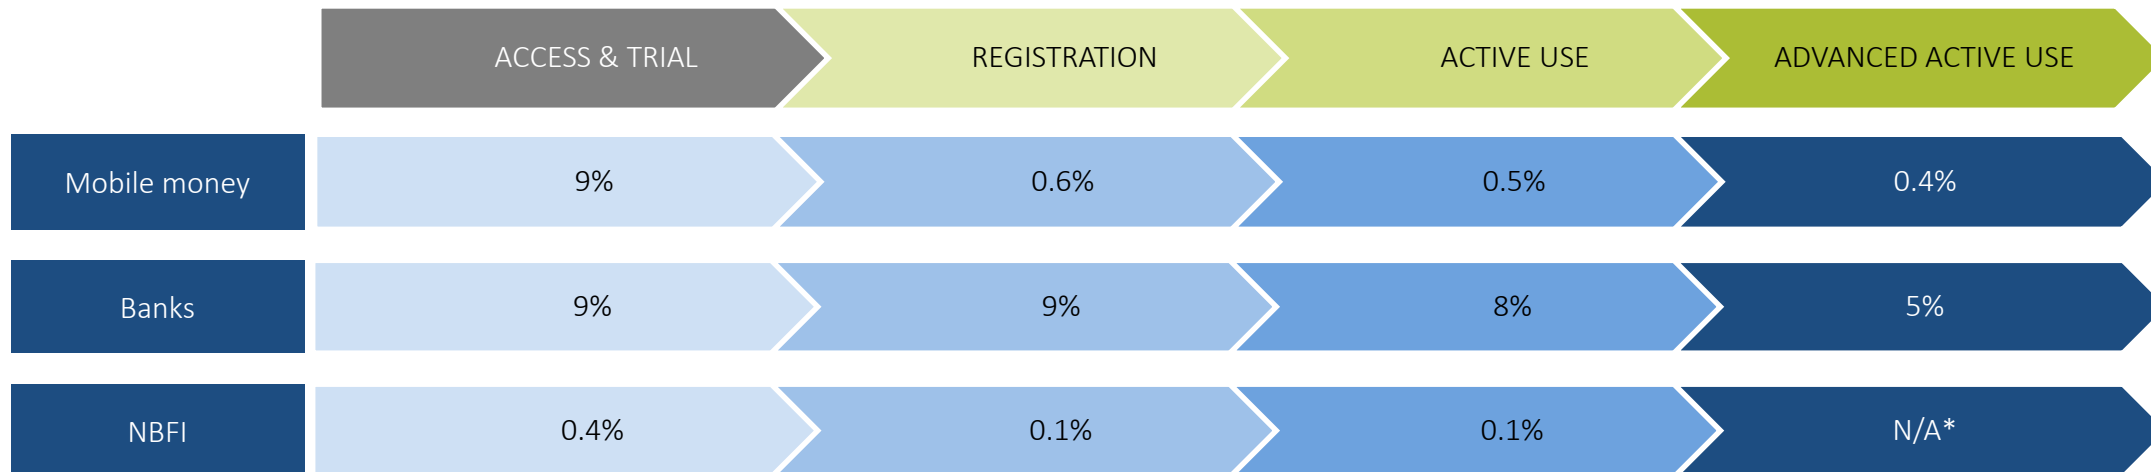 ACCESS & TRIAL REGISTRATION ACTIVE USE ADVANCED ACTIVE USE
Mobile money 9% 0.6% 0.5% 0.4%
Banks 9% 9% 8% 5%
NBFI 0.4% 0.1% 0.1% N/A*